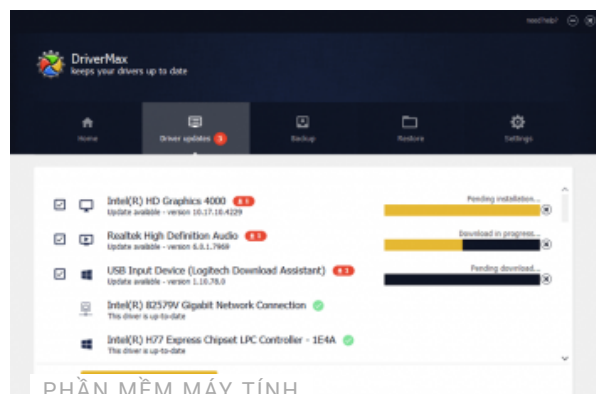 need help?
DriverMax
keeps your drivers up to date
Home
Driver updates 3
Backup
Restore
Settings
Intel(R) HD Graphics 4000
Update available - version 10.17.10.4229
Pending installation...
Realtek High Definition Audio
Update available - version 6.0.1.7969
Download in progress...
USB Input Device (Logitech Download Assistant)
Update available - version 1.10.78.0
Pending download...
Intel(R) 82579V Gigabit Network Connection
This driver is up-to-date
Intel(R) H77 Express Chipset LPC Controller - 1E4A
This driver is up-to-date
PHẦN MỀM MÁY TÍNH